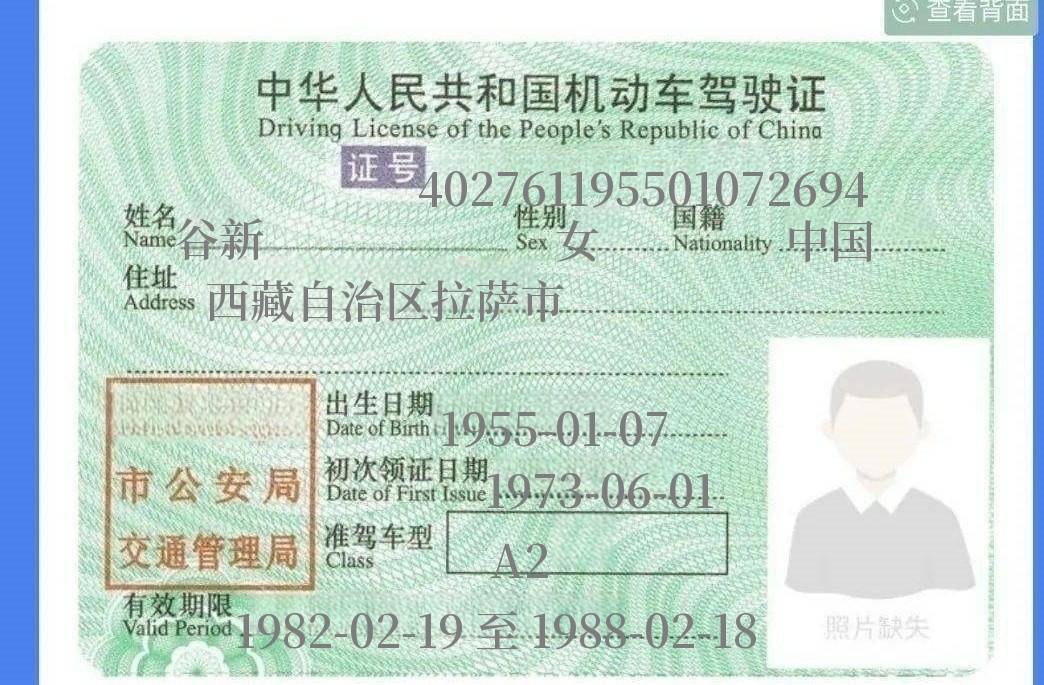 查看背面
中华人民共和国机动车驾驶证
Driving License of the People's Republic of China
证号 402761195501072694
姓名 谷新 性别 女 国籍 中国
Name Sex Nationality
住址 西藏自治区拉萨市
Address
出生日期 1955-01-07
Date of Birth
初次领证日期 1973-06-01
Date of First Issue
市公安局
交通管理局
准驾车型 A2
Class
有效期限 1982-02-19 至 1988-02-18
Valid Period
照片缺失